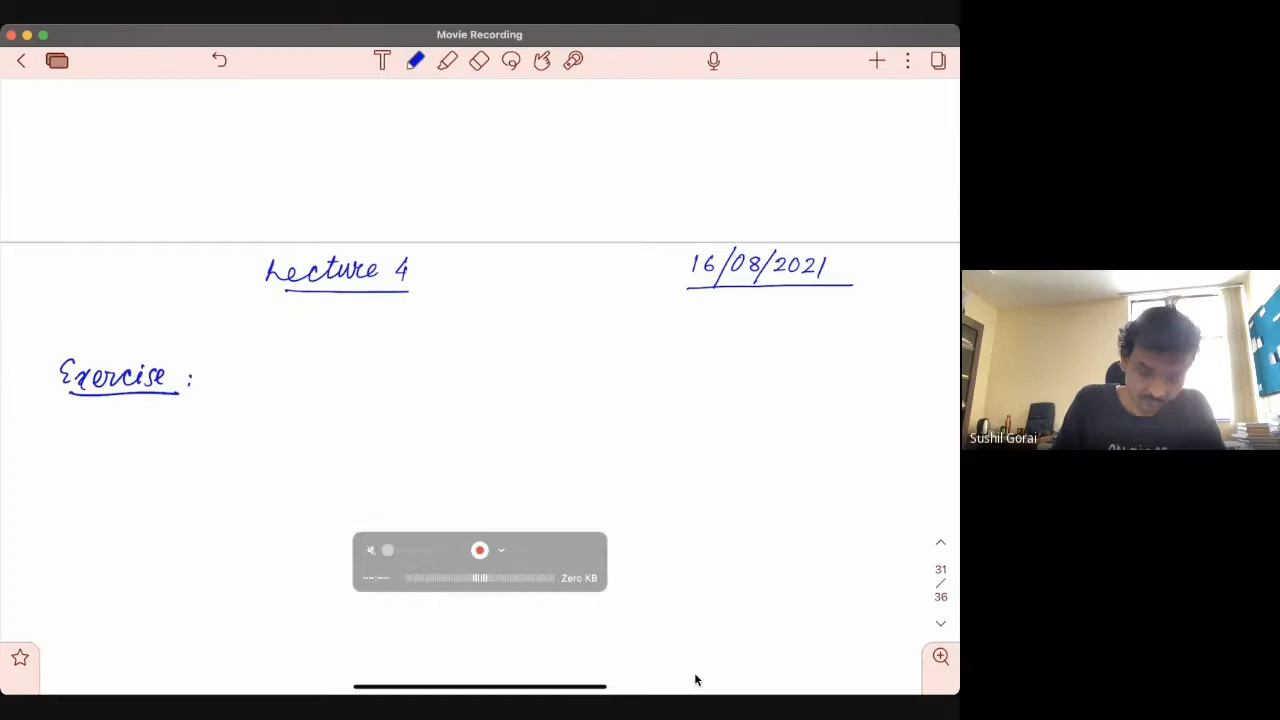 Movie Recording
Lecture 4
16/08/2021
Exercise :
Sushil Gorai
--:--
Zero KB
31
/
36